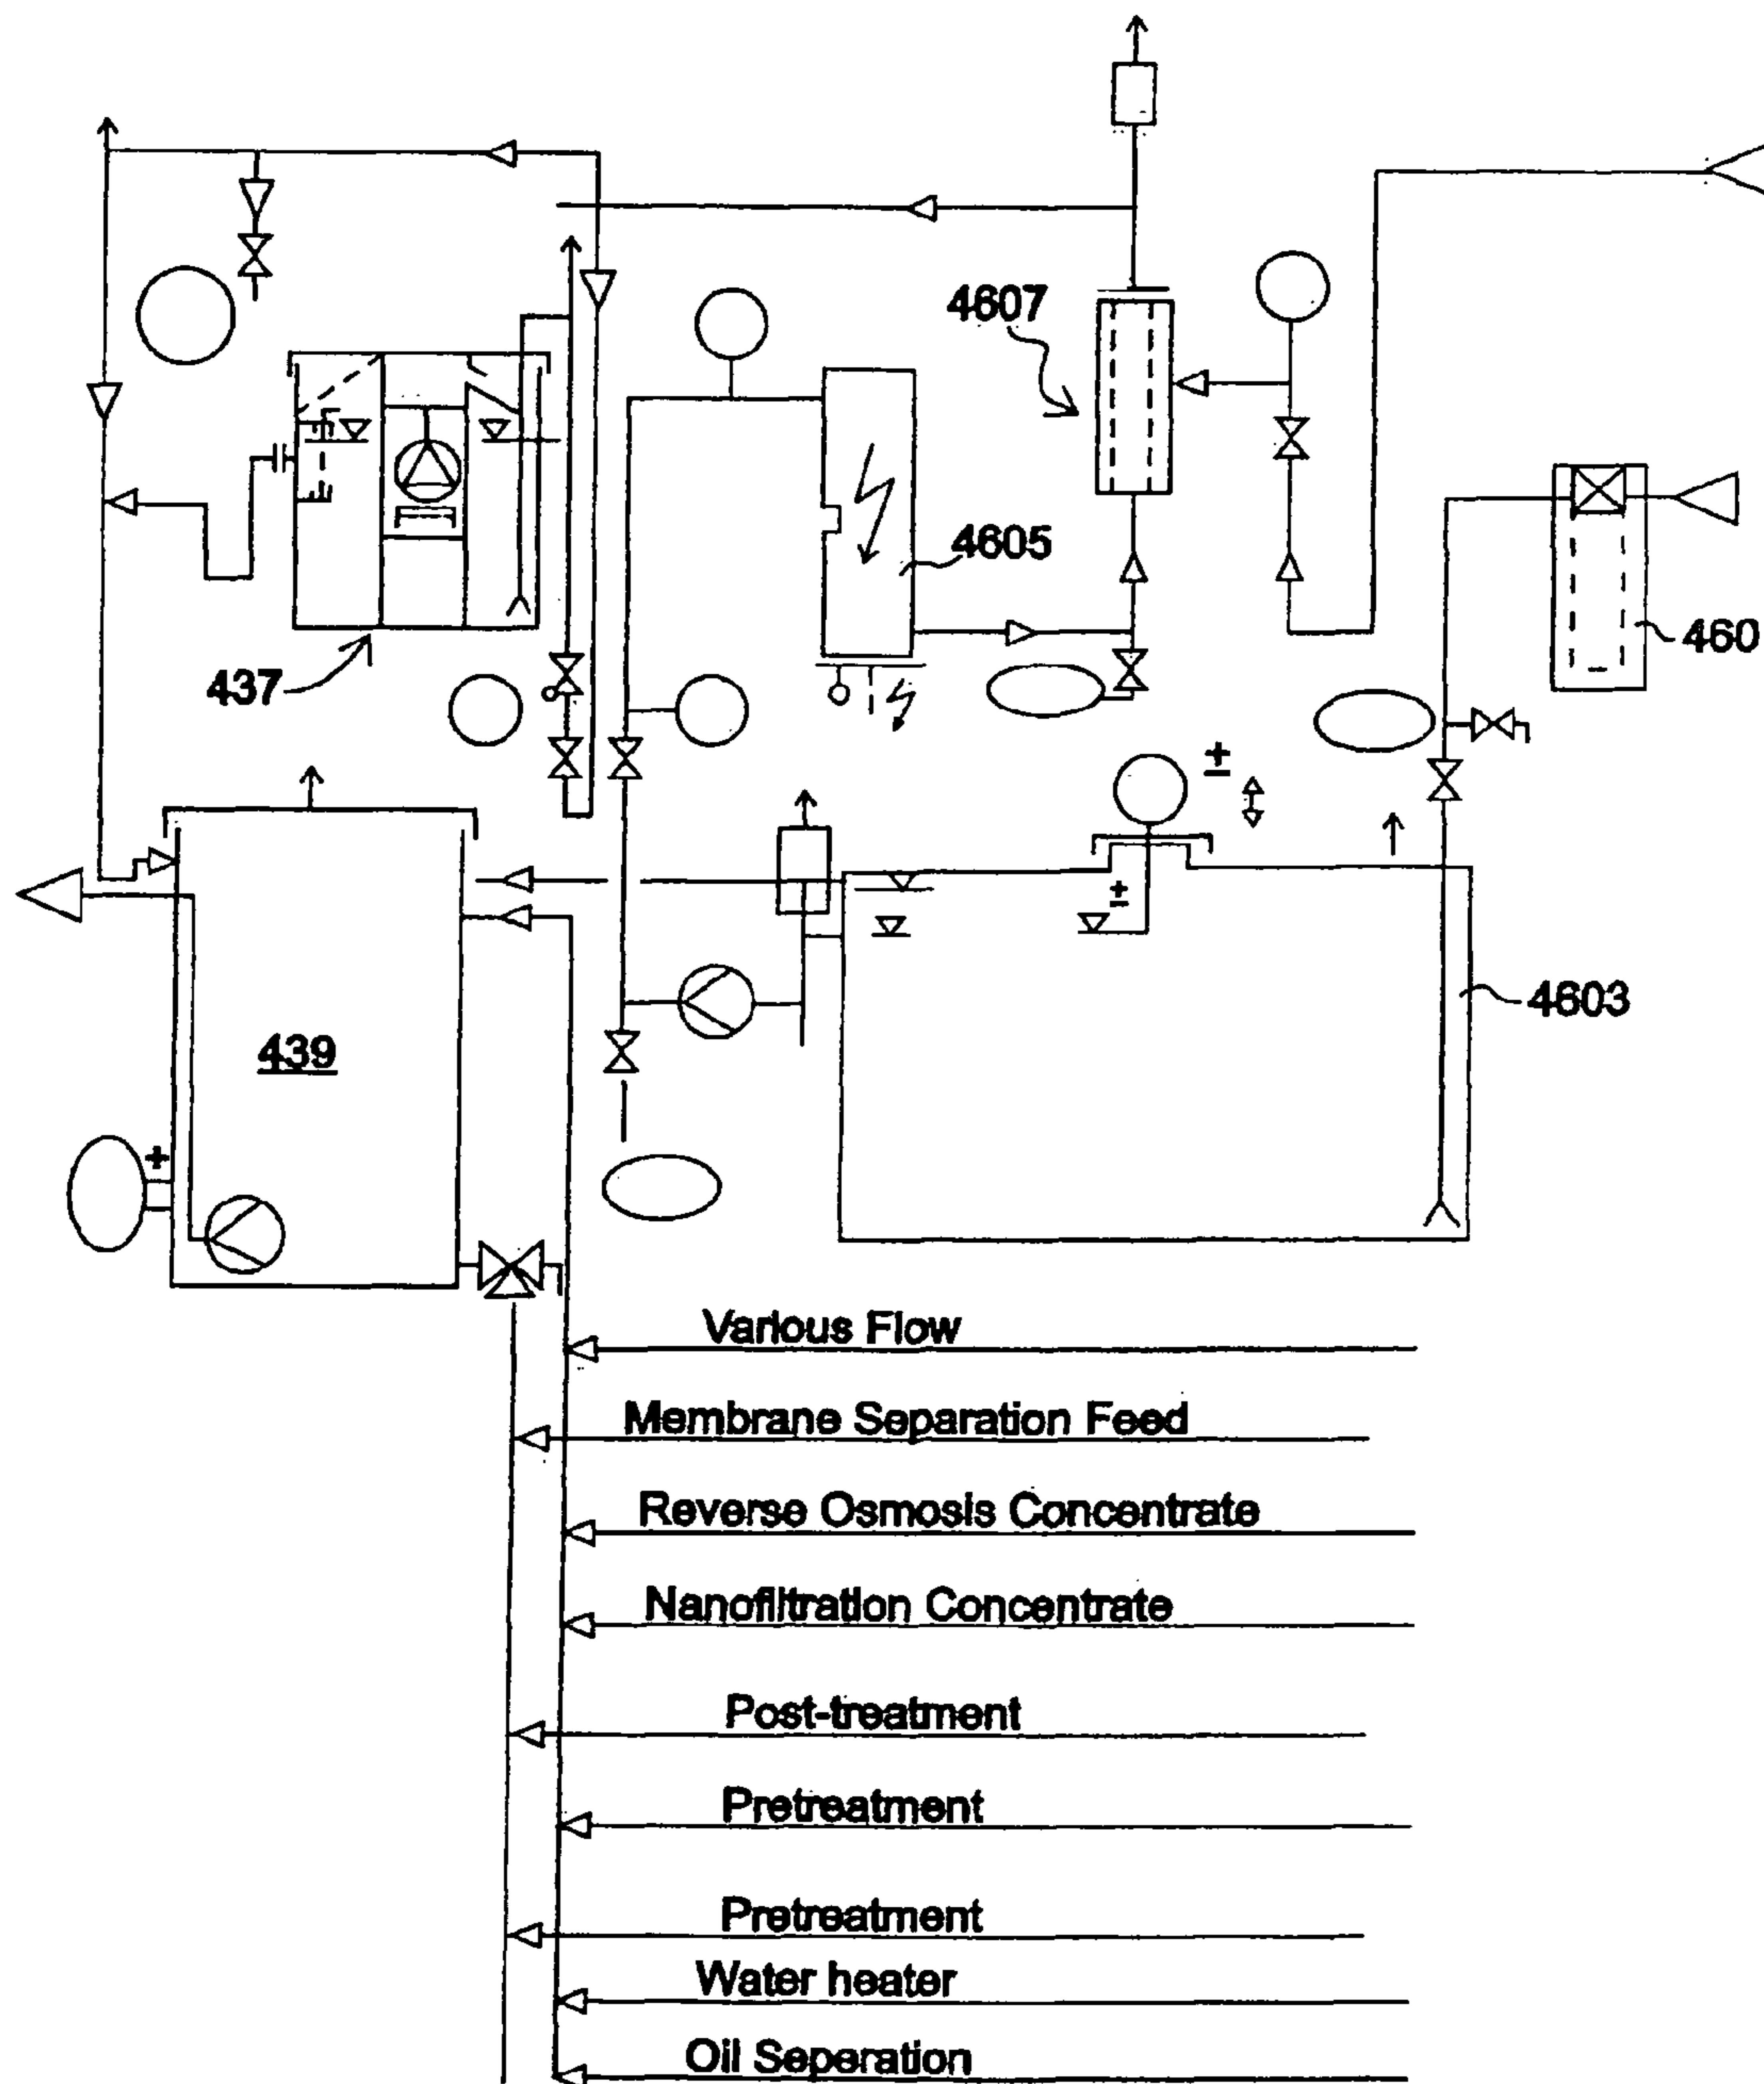 4607
4605
460
437
±
±
4603
439
+
Various Flow
Membrane Separation Feed
Reverse Osmosis Concentrate
Nanofiltration Concentrate
Post-treatment
Pretreatment
Pretreatment
Water heater
Oil Seperation